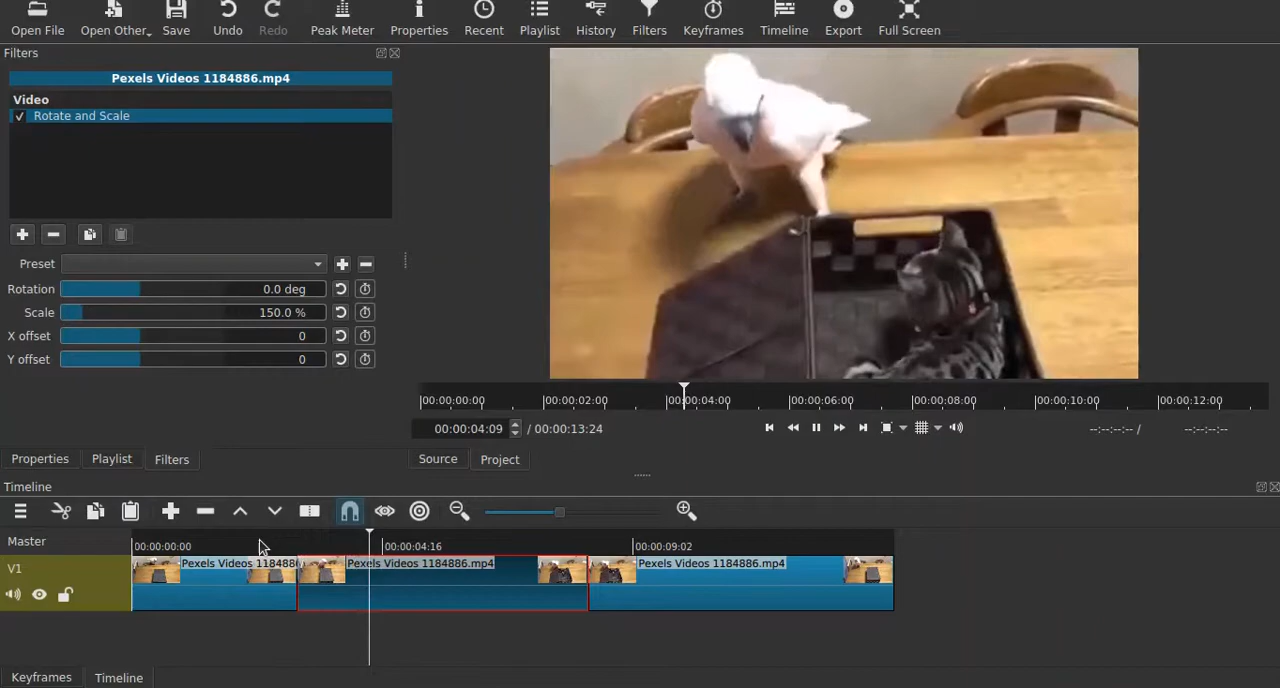 Open File Open Other Save Undo Redo Peak Meter Properties Recent Playlist History Filters Keyframes Timeline Export Full Screen
Filters
Pexels Videos 1184886.mp4
Video
Rotate and Scale
Preset
Rotation 0.0 deg
Scale 150.0 %
X offset 0
Y offset 0
00:00:00:00 00:00:02:00 00:00:04:00 00:00:06:00 00:00:08:00 00:00:10:00 00:00:12:00
00:00:04:09 / 00:00:13:24 --:--:--:-- / --:--:--:--
Properties Playlist Filters Source Project
Timeline
Master 00:00:00:00 00:00:04:16 00:00:09:02
V1 Pexels Videos 118488 Pexels Videos 1184886.mp4 Pexels Videos 1184886.mp4
Keyframes Timeline